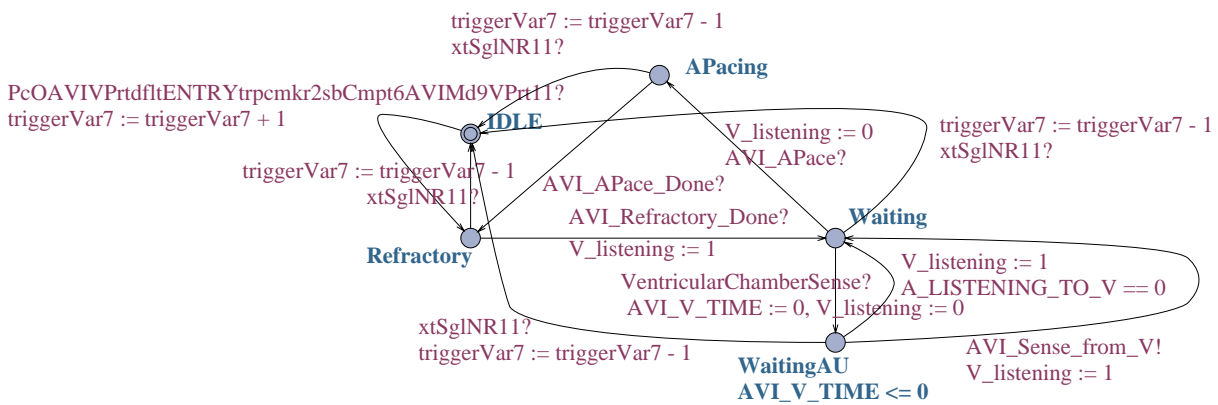 triggerVar7 := triggerVar7 - 1
xtSglNR11?
APacing
PcOAVIVPrtdfltENTRYtrpcmkr2sbCmpt6AVIMd9VPrt11?
triggerVar7 := triggerVar7 + 1
IDLE
V_listening := 0
AVI_APace?
triggerVar7 := triggerVar7 - 1
xtSglNR11?
triggerVar7 := triggerVar7 - 1
xtSglNR11?
AVI_APace_Done?
AVI_Refractory_Done?
Waiting
Refractory
V_listening := 1
V_listening := 1
A_LISTENING_TO_V == 0
VentricularChamberSense?
AVI_V_TIME := 0, V_listening := 0
xtSglNR11?
triggerVar7 := triggerVar7 - 1
WaitingAU
AVI_V_TIME <= 0
AVI_Sense_from_V!
V_listening := 1